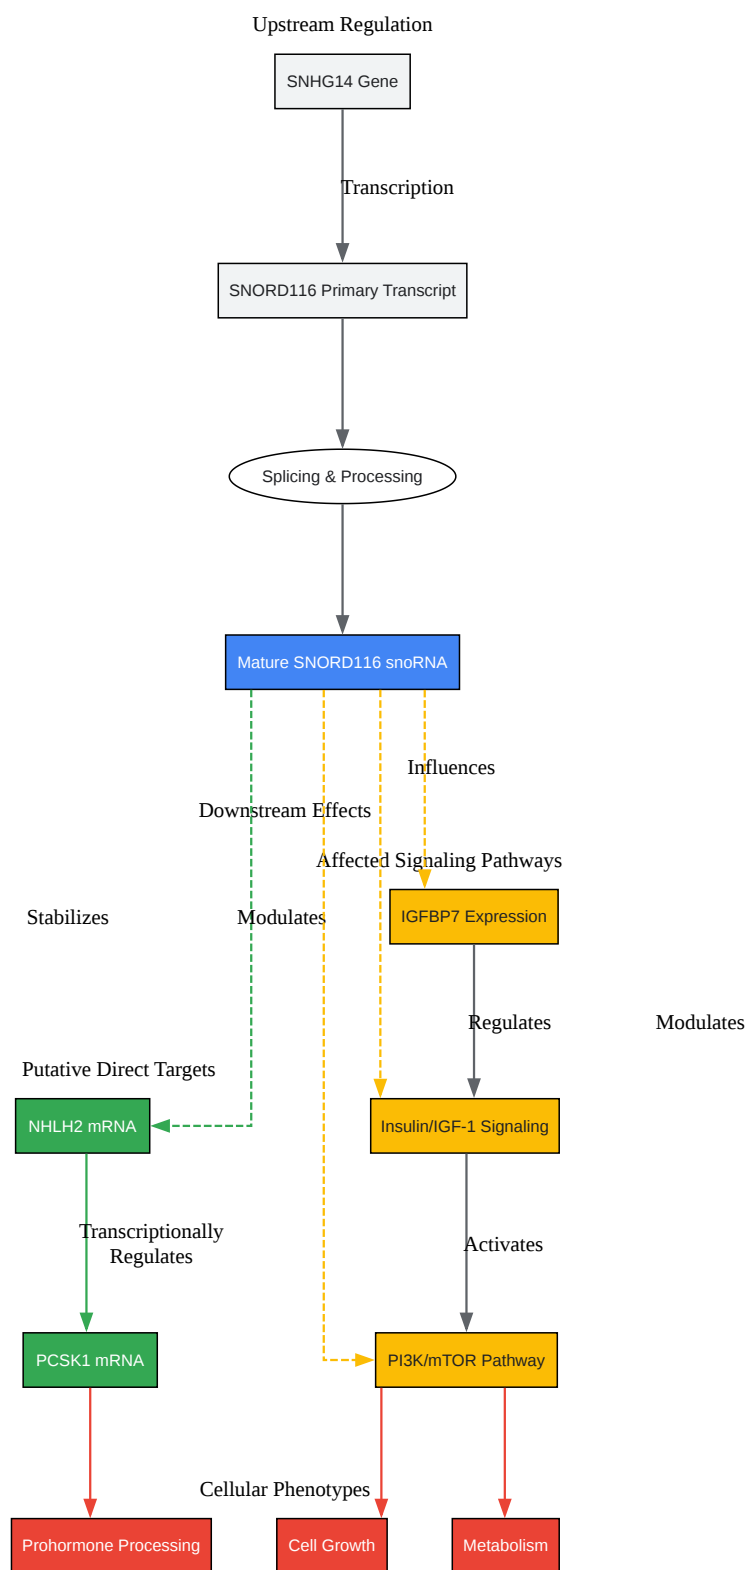 Upstream Regulation
SNHG14 Gene
Transcription
SNORD116 Primary Transcript
Splicing & Processing
Mature SNORD116 snoRNA
Influences
Downstream Effects
Affected Signaling Pathways
IGFBP7 Expression
Stabilizes
Modulates
Regulates
Modulates
Putative Direct Targets
NHLH2 mRNA
Insulin/IGF-1 Signaling
Transcriptionally
Regulates
Activates
PCSK1 mRNA
PI3K/mTOR Pathway
Cellular Phenotypes
Prohormone Processing
Cell Growth
Metabolism